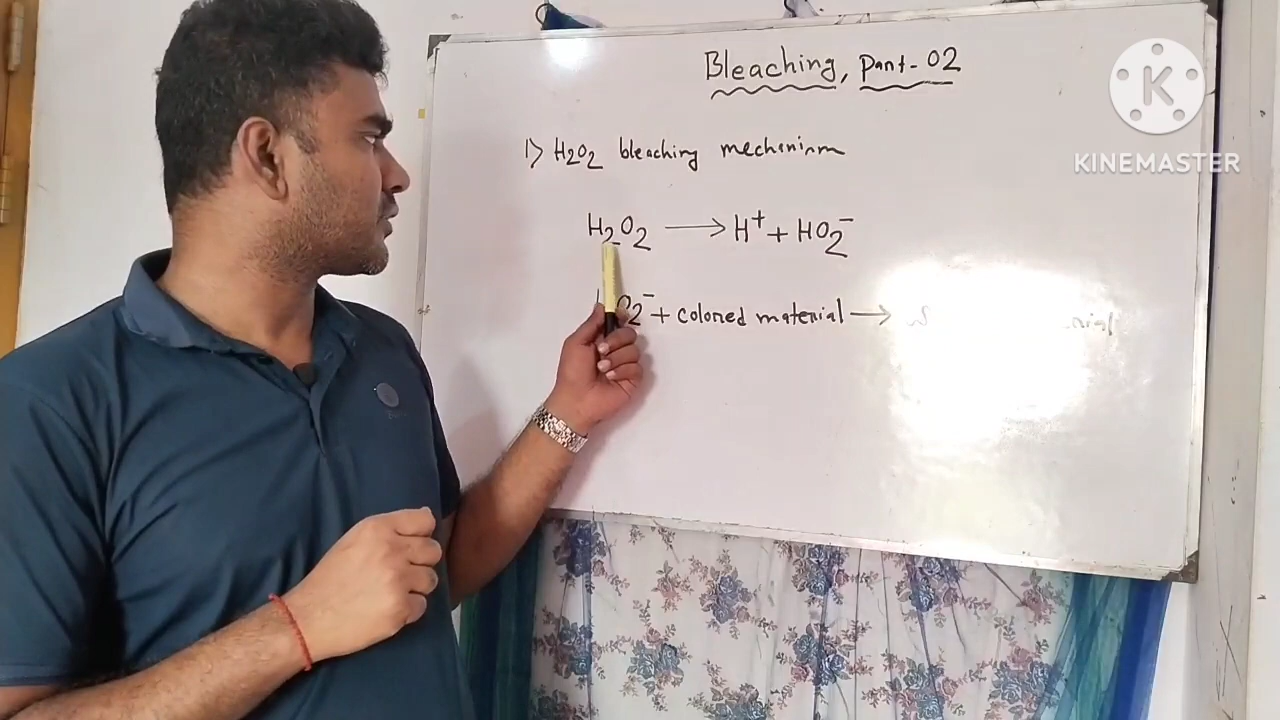 Bleaching, Part-02
KINEMASTER
1> H2O2 bleaching mechanism
H2O2 → H+ + HO2-
O2- + colored material →